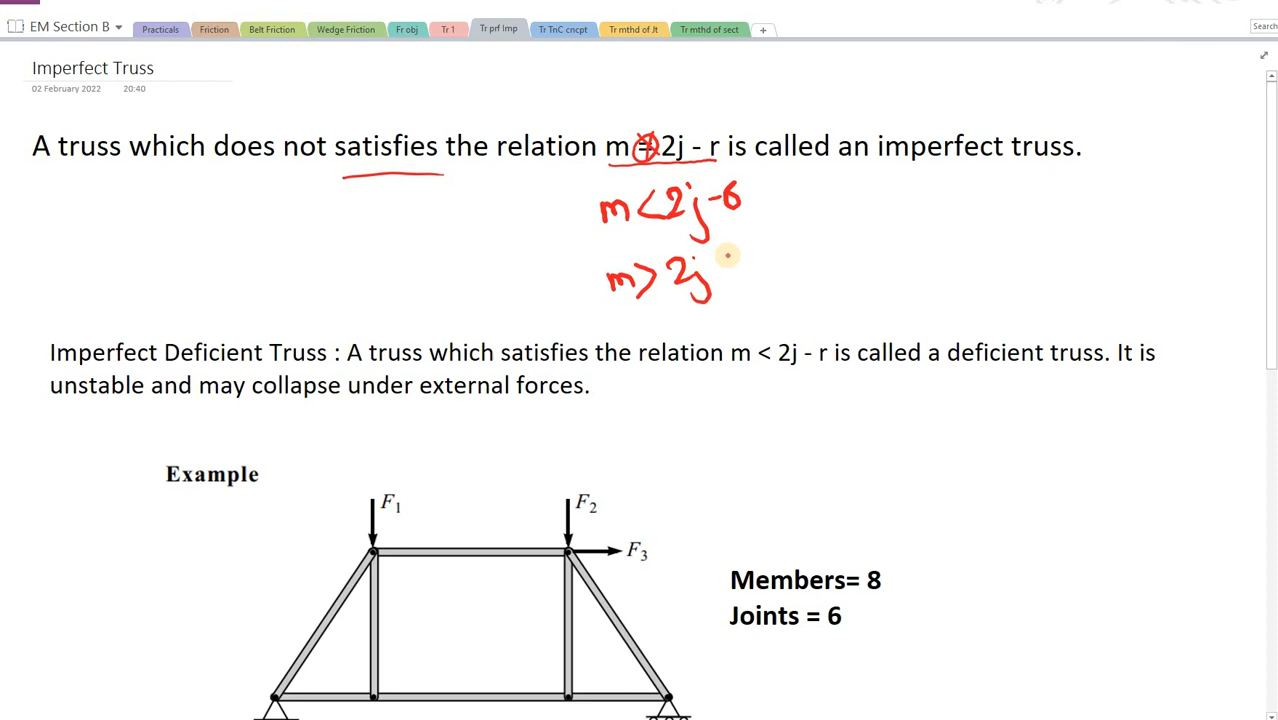 EM Section B
Practicals
Friction
Belt Friction
Wedge Friction
Fr obj
Tr 1
Tr prf Imp
Tr TnC cncpt
Tr mthd of Jt
Tr mthd of sect
+
Search
Imperfect Truss
02 February 2022 20:40
A truss which does not satisfies the relation m = 2j - r is called an imperfect truss.
m < 2j - 6
m > 2j
Imperfect Deficient Truss : A truss which satisfies the relation m < 2j - r is called a deficient truss. It is
unstable and may collapse under external forces.
Example
F1
F2
F3
Members= 8
Joints = 6